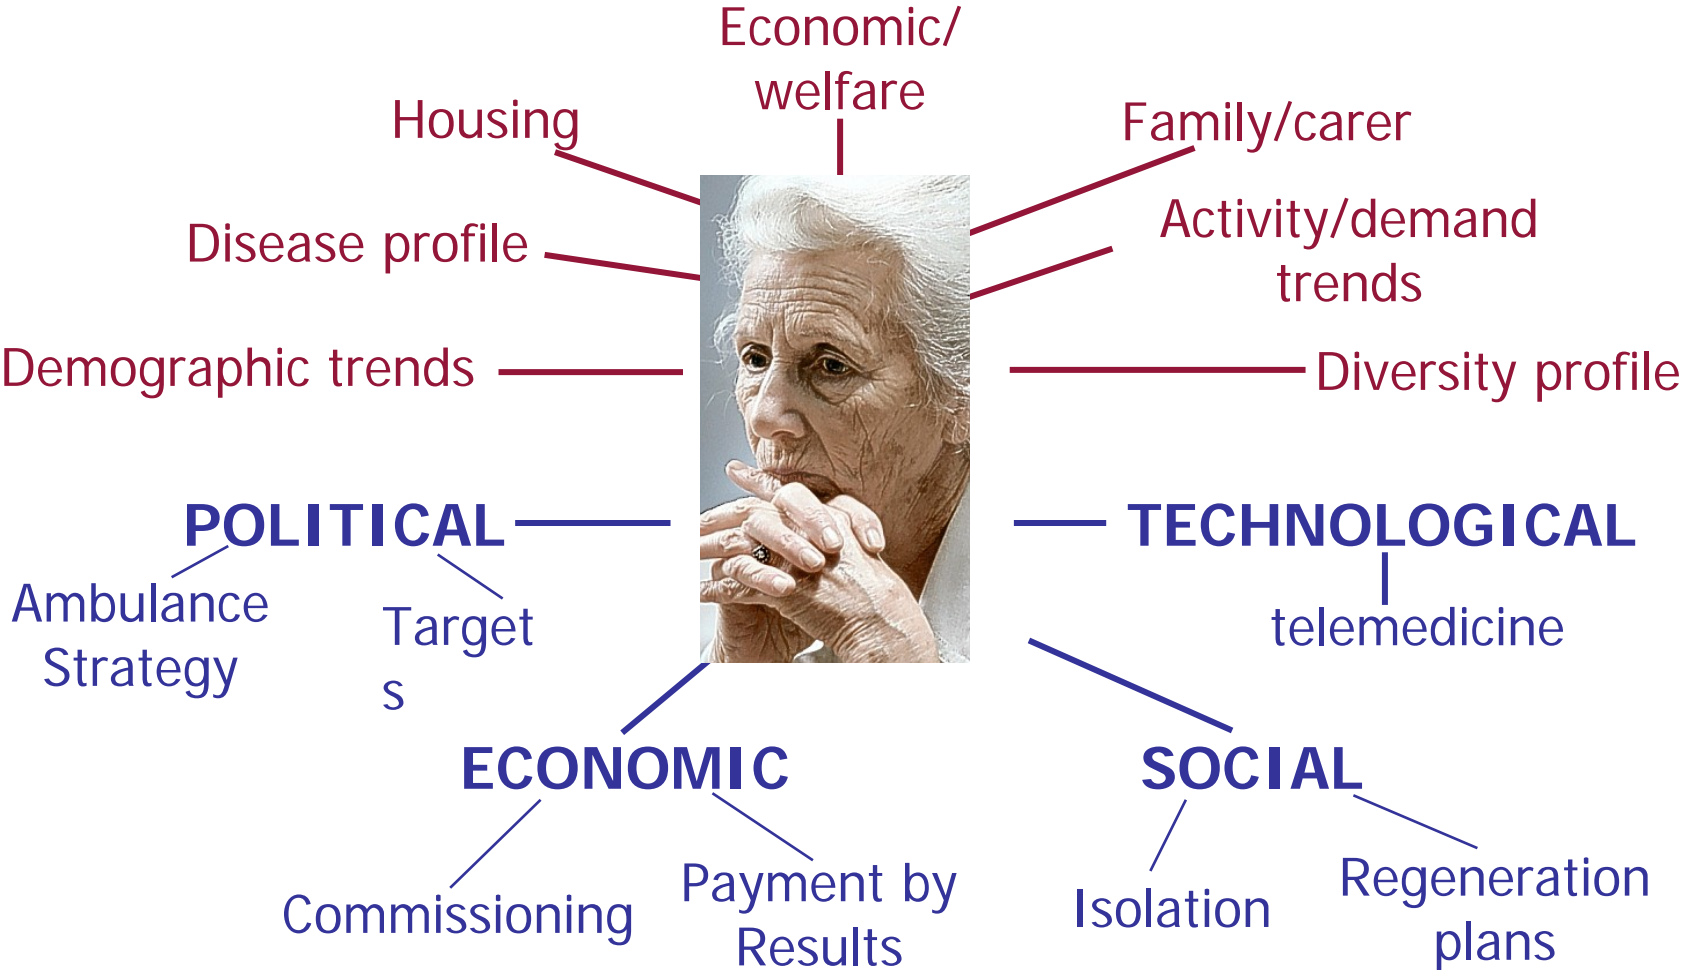 Economic/
welfare
Housing
Family/carer
Activity/demand
trends
Disease profile
Demographic trends
Diversity profile
POLITICAL
TECHNOLOGICAL
Ambulance
Strategy
Target
s
telemedicine
ECONOMIC
SOCIAL
Commissioning
Payment by
Results
Isolation
Regeneration
plans